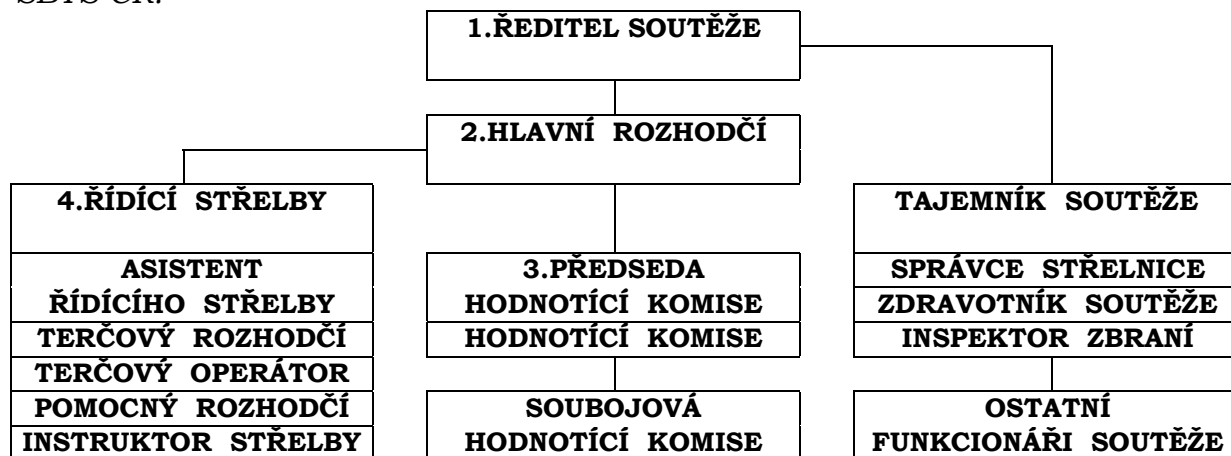 1.ŘEDITEL SOUTĚŽE
2.HLAVNÍ ROZHODČÍ
4.ŘÍDÍCÍ STŘELBY
ASISTENT
ŘÍDÍCÍHO STŘELBY
TERČOVÝ ROZHODČÍ
TERČOVÝ OPERÁTOR
POMOCNÝ ROZHODČÍ
INSTRUKTOR STŘELBY
3.PŘEDSEDA
HODNOTÍCÍ KOMISE
HODNOTÍCÍ KOMISE
SOUBOJOVÁ
HODNOTÍCÍ KOMISE
TAJEMNÍK SOUTĚŽE
SPRÁVCE STŘELNICE
ZDRAVOTNÍK SOUTĚŽE
INSPEKTOR ZBRANÍ
OSTATNÍ
FUNKCIONÁŘI SOUTĚŽE